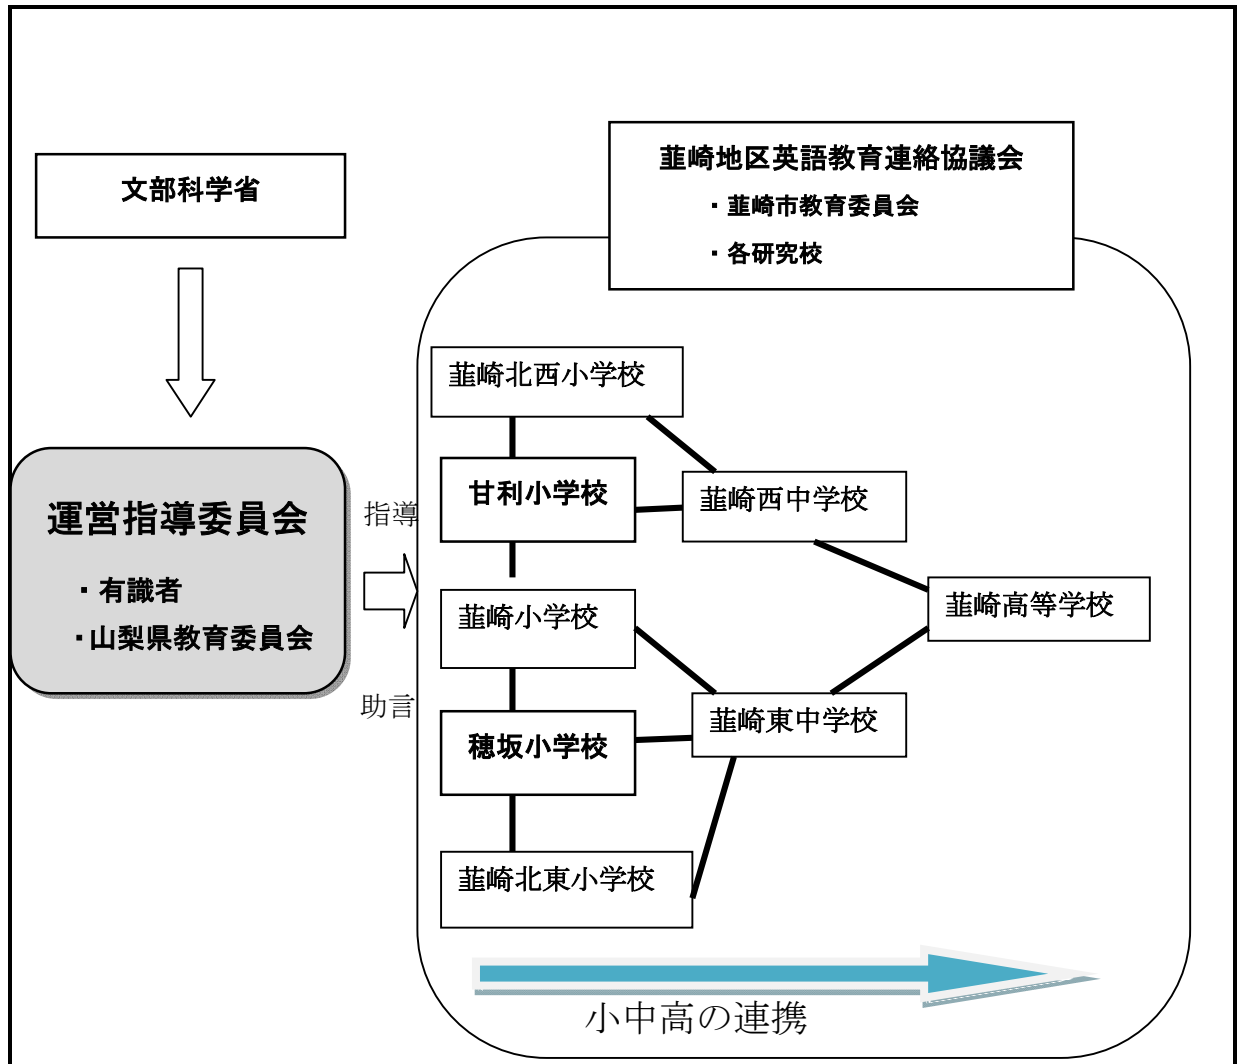 文部科学省
韮崎地区英語教育連絡協議会
・韮崎市教育委員会
・各研究校
運営指導委員会
・有識者
・山梨県教育委員会
指導
助言
韮崎北西小学校
甘利小学校
韮崎西中学校
韮崎高等学校
韮崎小学校
韮崎東中学校
穂坂小学校
韮崎北東小学校
小中高の連携